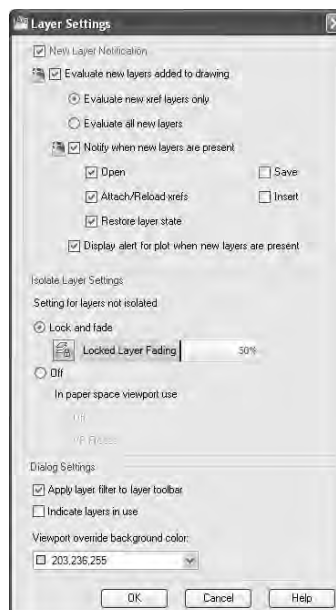 Layer Settings
New Layer Notification
Evaluate new layers added to drawing
Evaluate new xref layers only
Evaluate all new layers
Notify when new layers are present
Open Save
Attach/Reload xrefs Insert
Restore layer state
Display alert for plot when new layers are present
Isolate Layer Settings
Setting for layers not isolated
Lock and fade
Locked Layer Fading 50%
Off
In paper space viewport use
Off
VP Freeze
Dialog Settings
Apply layer filter to layer toolbar
Indicate layers in use
Viewport override background color:
203,236,255
OK Cancel Help